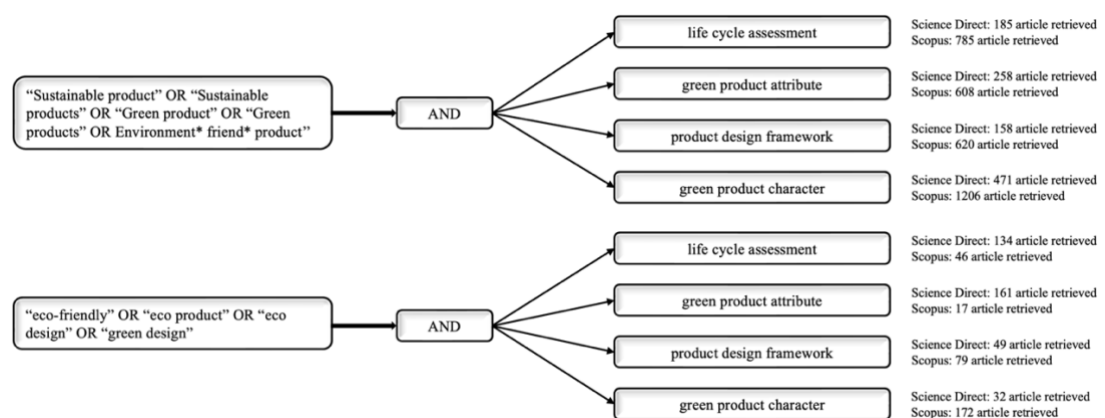 life cycle assessment
Science Direct: 185 article retrieved
Scopus: 785 article retrieved
“Sustainable product” OR “Sustainable
products” OR “Green product” OR “Green
products” OR Environment* friend* product”
AND
green product attribute
Science Direct: 258 article retrieved
Scopus: 608 article retrieved
product design framework
Science Direct: 158 article retrieved
Scopus: 620 article retrieved
green product character
Science Direct: 471 article retrieved
Scopus: 1206 article retrieved
life cycle assessment
Science Direct: 134 article retrieved
Scopus: 46 article retrieved
“eco-friendly” OR “eco product” OR “eco
design” OR “green design”
AND
green product attribute
Science Direct: 161 article retrieved
Scopus: 17 article retrieved
product design framework
Science Direct: 49 article retrieved
Scopus: 79 article retrieved
green product character
Science Direct: 32 article retrieved
Scopus: 172 article retrieved